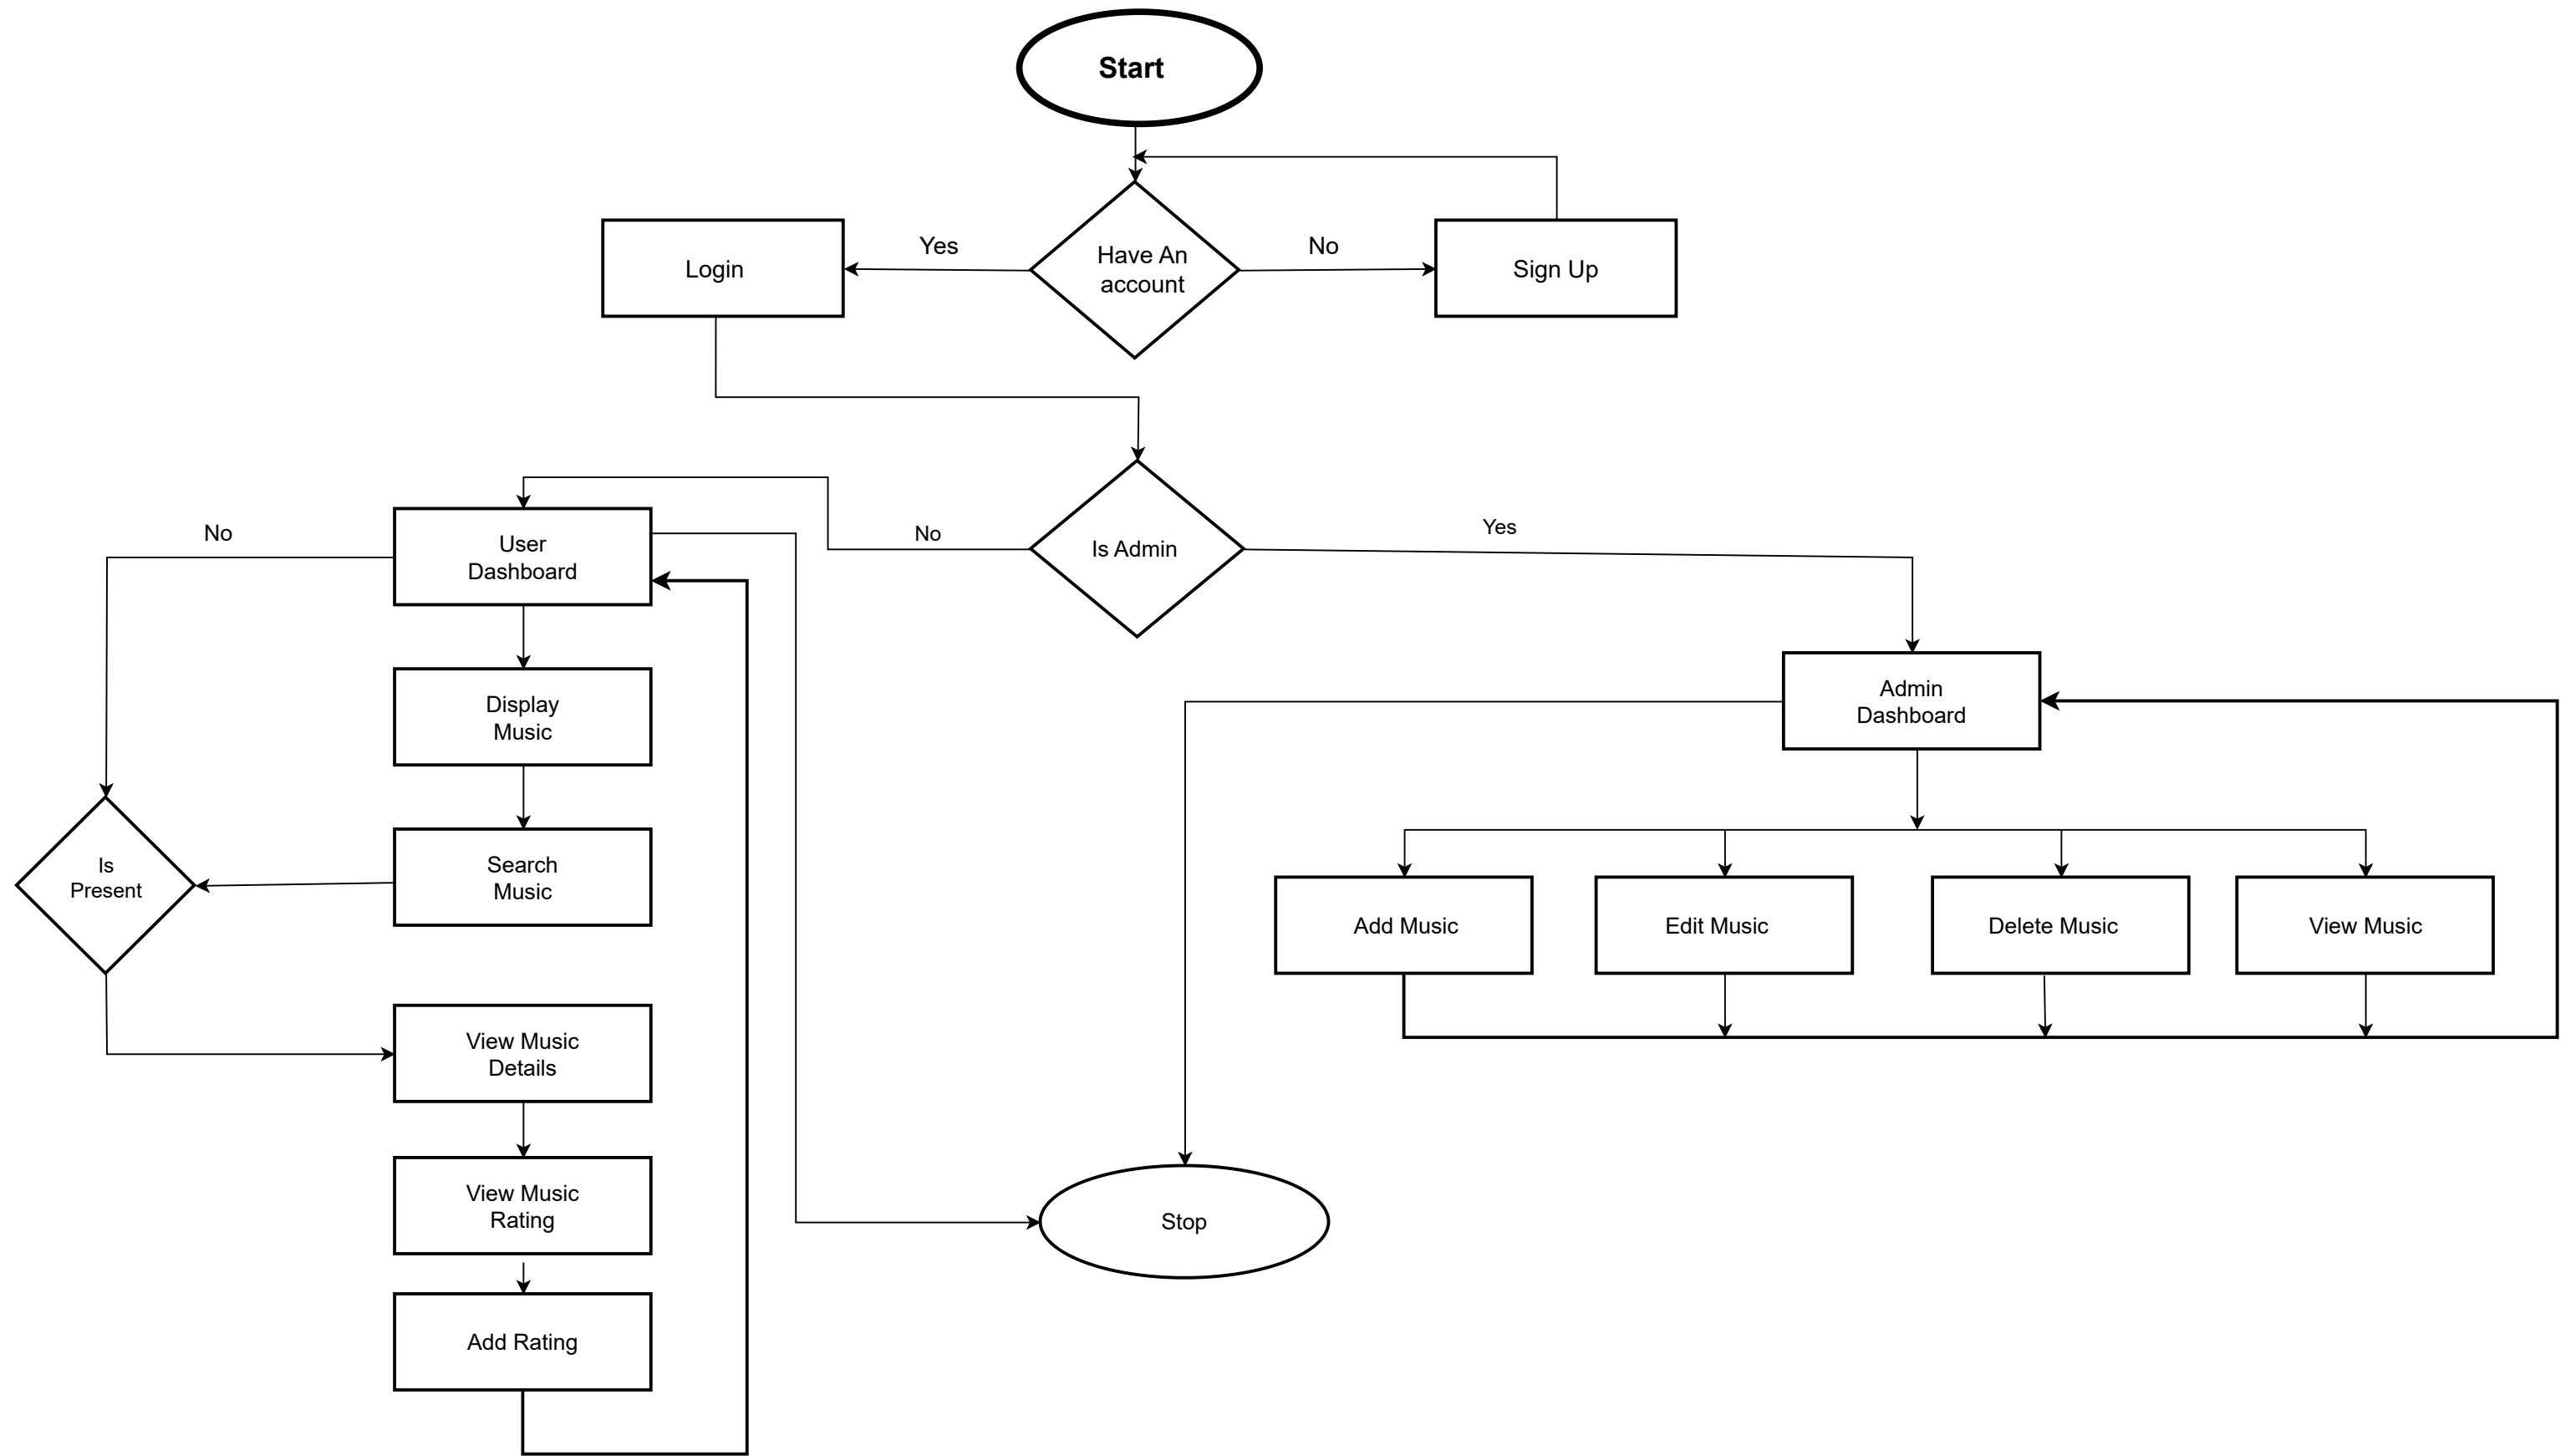 Start
Have An
account
Yes
No
Login
Sign Up
Is Admin
No
Yes
User
Dashboard
No
Display
Music
Search
Music
Is
Present
View Music
Details
View Music
Rating
Add Rating
Admin
Dashboard
Add Music
Edit Music
Delete Music
View Music
Stop